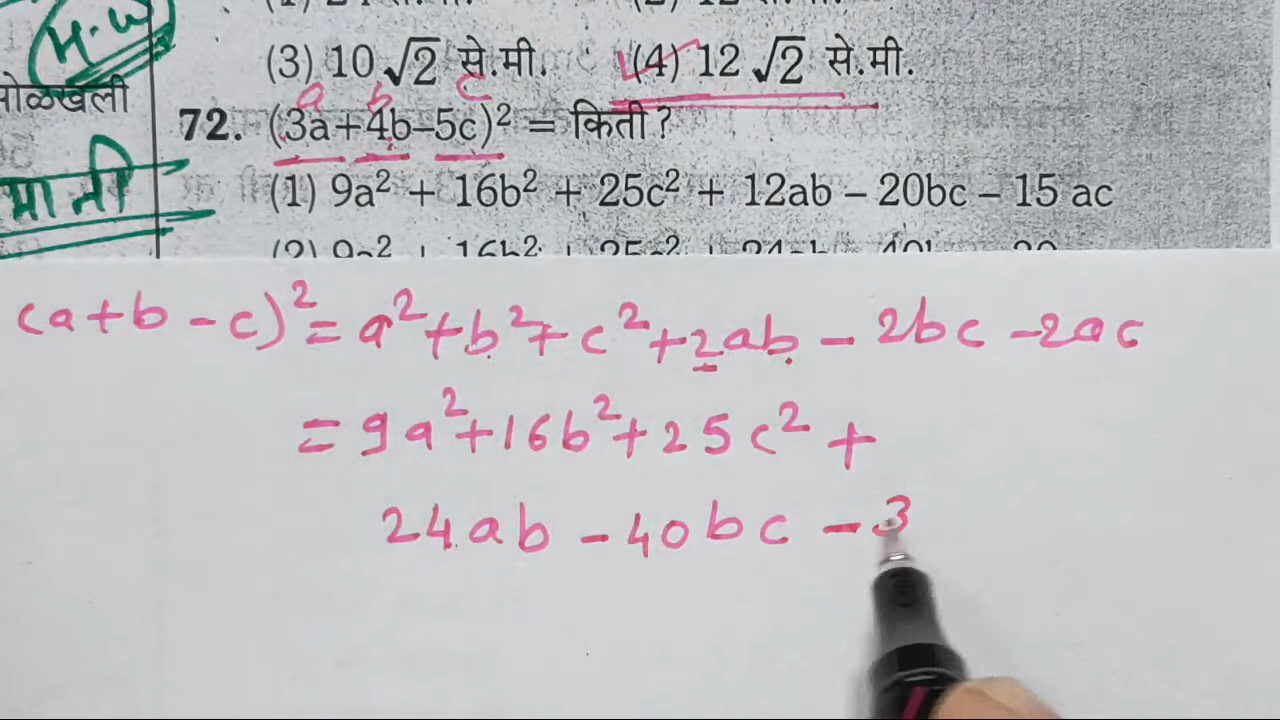 H.W
(3) 10√2 से.मी. (4) 12√2 से.मी.
a b c
72. (3a+4b–5c)² = किती?
(1) 9a² + 16b² + 25c² + 12ab – 20bc – 15 ac
(a+b-c)² = a²+b²+c²+2ab-2bc-2ac
= 9a²+16b²+25c²+
24ab-40bc-3